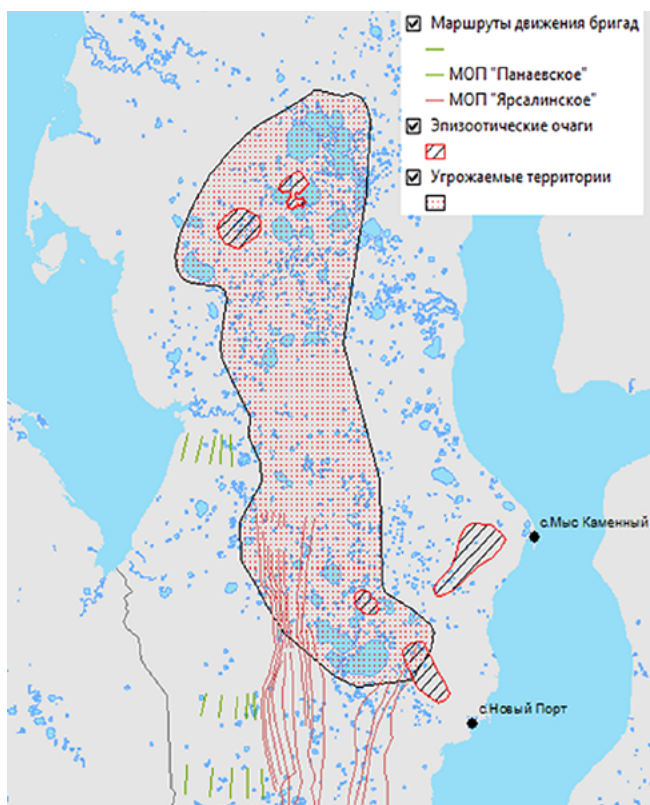 Маршруты движения бригад
МОП "Панаевское"
МОП "Ярсалинское"
Эпизоотические очаги
Угрожаемые территории
с.Мыс Каменный
с.Новый Порт